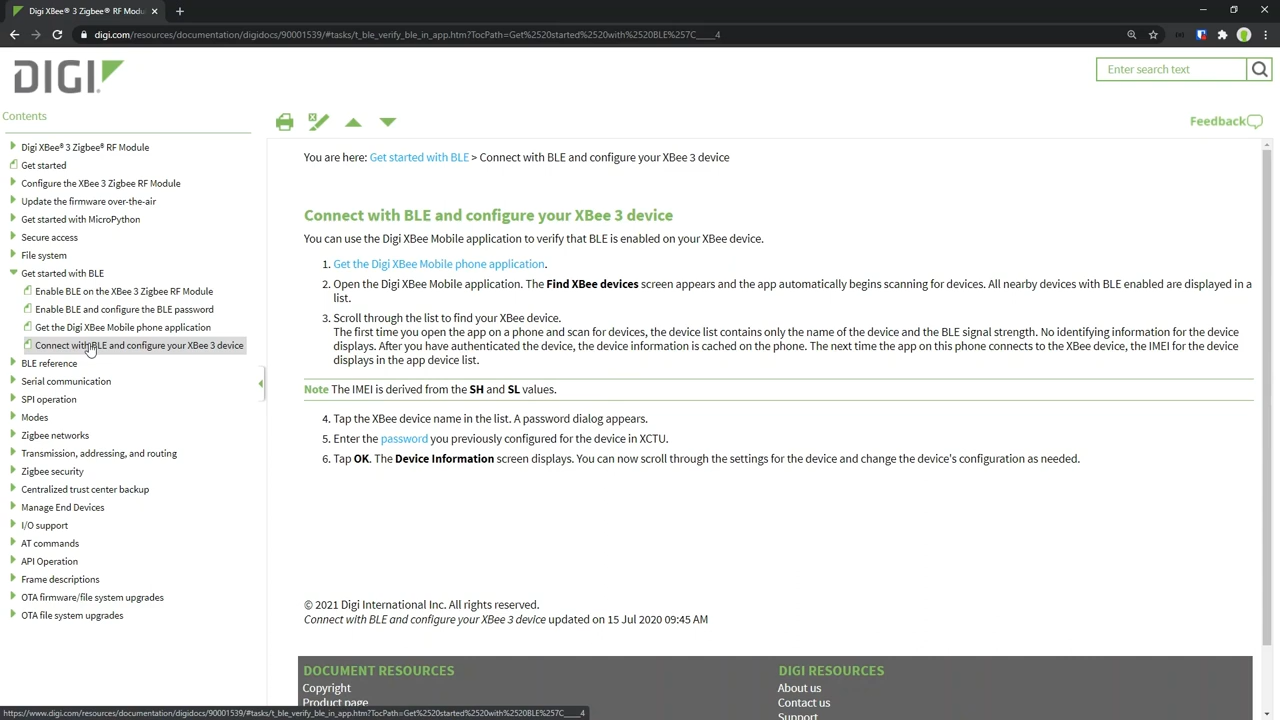 Digi XBee® 3 Zigbee® RF Modu
digi.com/resources/documentation/digidocs/90001539/#tasks/t_ble_verify_ble_in_app.htm?TocPath=Get%2520started%2520with%2520BLE%257C____4
DIGI
Enter search text
Contents
Feedback
Digi XBee® 3 Zigbee® RF Module
Get started
Configure the XBee 3 Zigbee RF Module
Update the firmware over-the-air
Get started with MicroPython
Secure access
File system
Get started with BLE
Enable BLE on the XBee 3 Zigbee RF Module
Enable BLE and configure the BLE password
Get the Digi XBee Mobile phone application
Connect with BLE and configure your XBee 3 device
BLE reference
Serial communication
SPI operation
Modes
Zigbee networks
Transmission, addressing, and routing
Zigbee security
Centralized trust center backup
Manage End Devices
I/O support
AT commands
API Operation
Frame descriptions
OTA firmware/file system upgrades
OTA file system upgrades
You are here: Get started with BLE > Connect with BLE and configure your XBee 3 device
Connect with BLE and configure your XBee 3 device
You can use the Digi XBee Mobile application to verify that BLE is enabled on your XBee device.
1. Get the Digi XBee Mobile phone application.
2. Open the Digi XBee Mobile application. The Find XBee devices screen appears and the app automatically begins scanning for devices. All nearby devices with BLE enabled are displayed in a
list.
3. Scroll through the list to find your XBee device.
The first time you open the app on a phone and scan for devices, the device list contains only the name of the device and the BLE signal strength. No identifying information for the device
displays. After you have authenticated the device, the device information is cached on the phone. The next time the app on this phone connects to the XBee device, the IMEI for the device
displays in the app device list.
Note The IMEI is derived from the SH and SL values.
4. Tap the XBee device name in the list. A password dialog appears.
5. Enter the password you previously configured for the device in XCTU.
6. Tap OK. The Device Information screen displays. You can now scroll through the settings for the device and change the device's configuration as needed.
© 2021 Digi International Inc. All rights reserved.
Connect with BLE and configure your XBee 3 device updated on 15 Jul 2020 09:45 AM
DOCUMENT RESOURCES
Copyright
Product page
DIGI RESOURCES
About us
Contact us
Support
https://www.digi.com/resources/documentation/digidocs/90001539/#tasks/t_ble_verify_ble_in_app.htm?TocPath=Get%2520started%2520with%2520BLE%257C____4